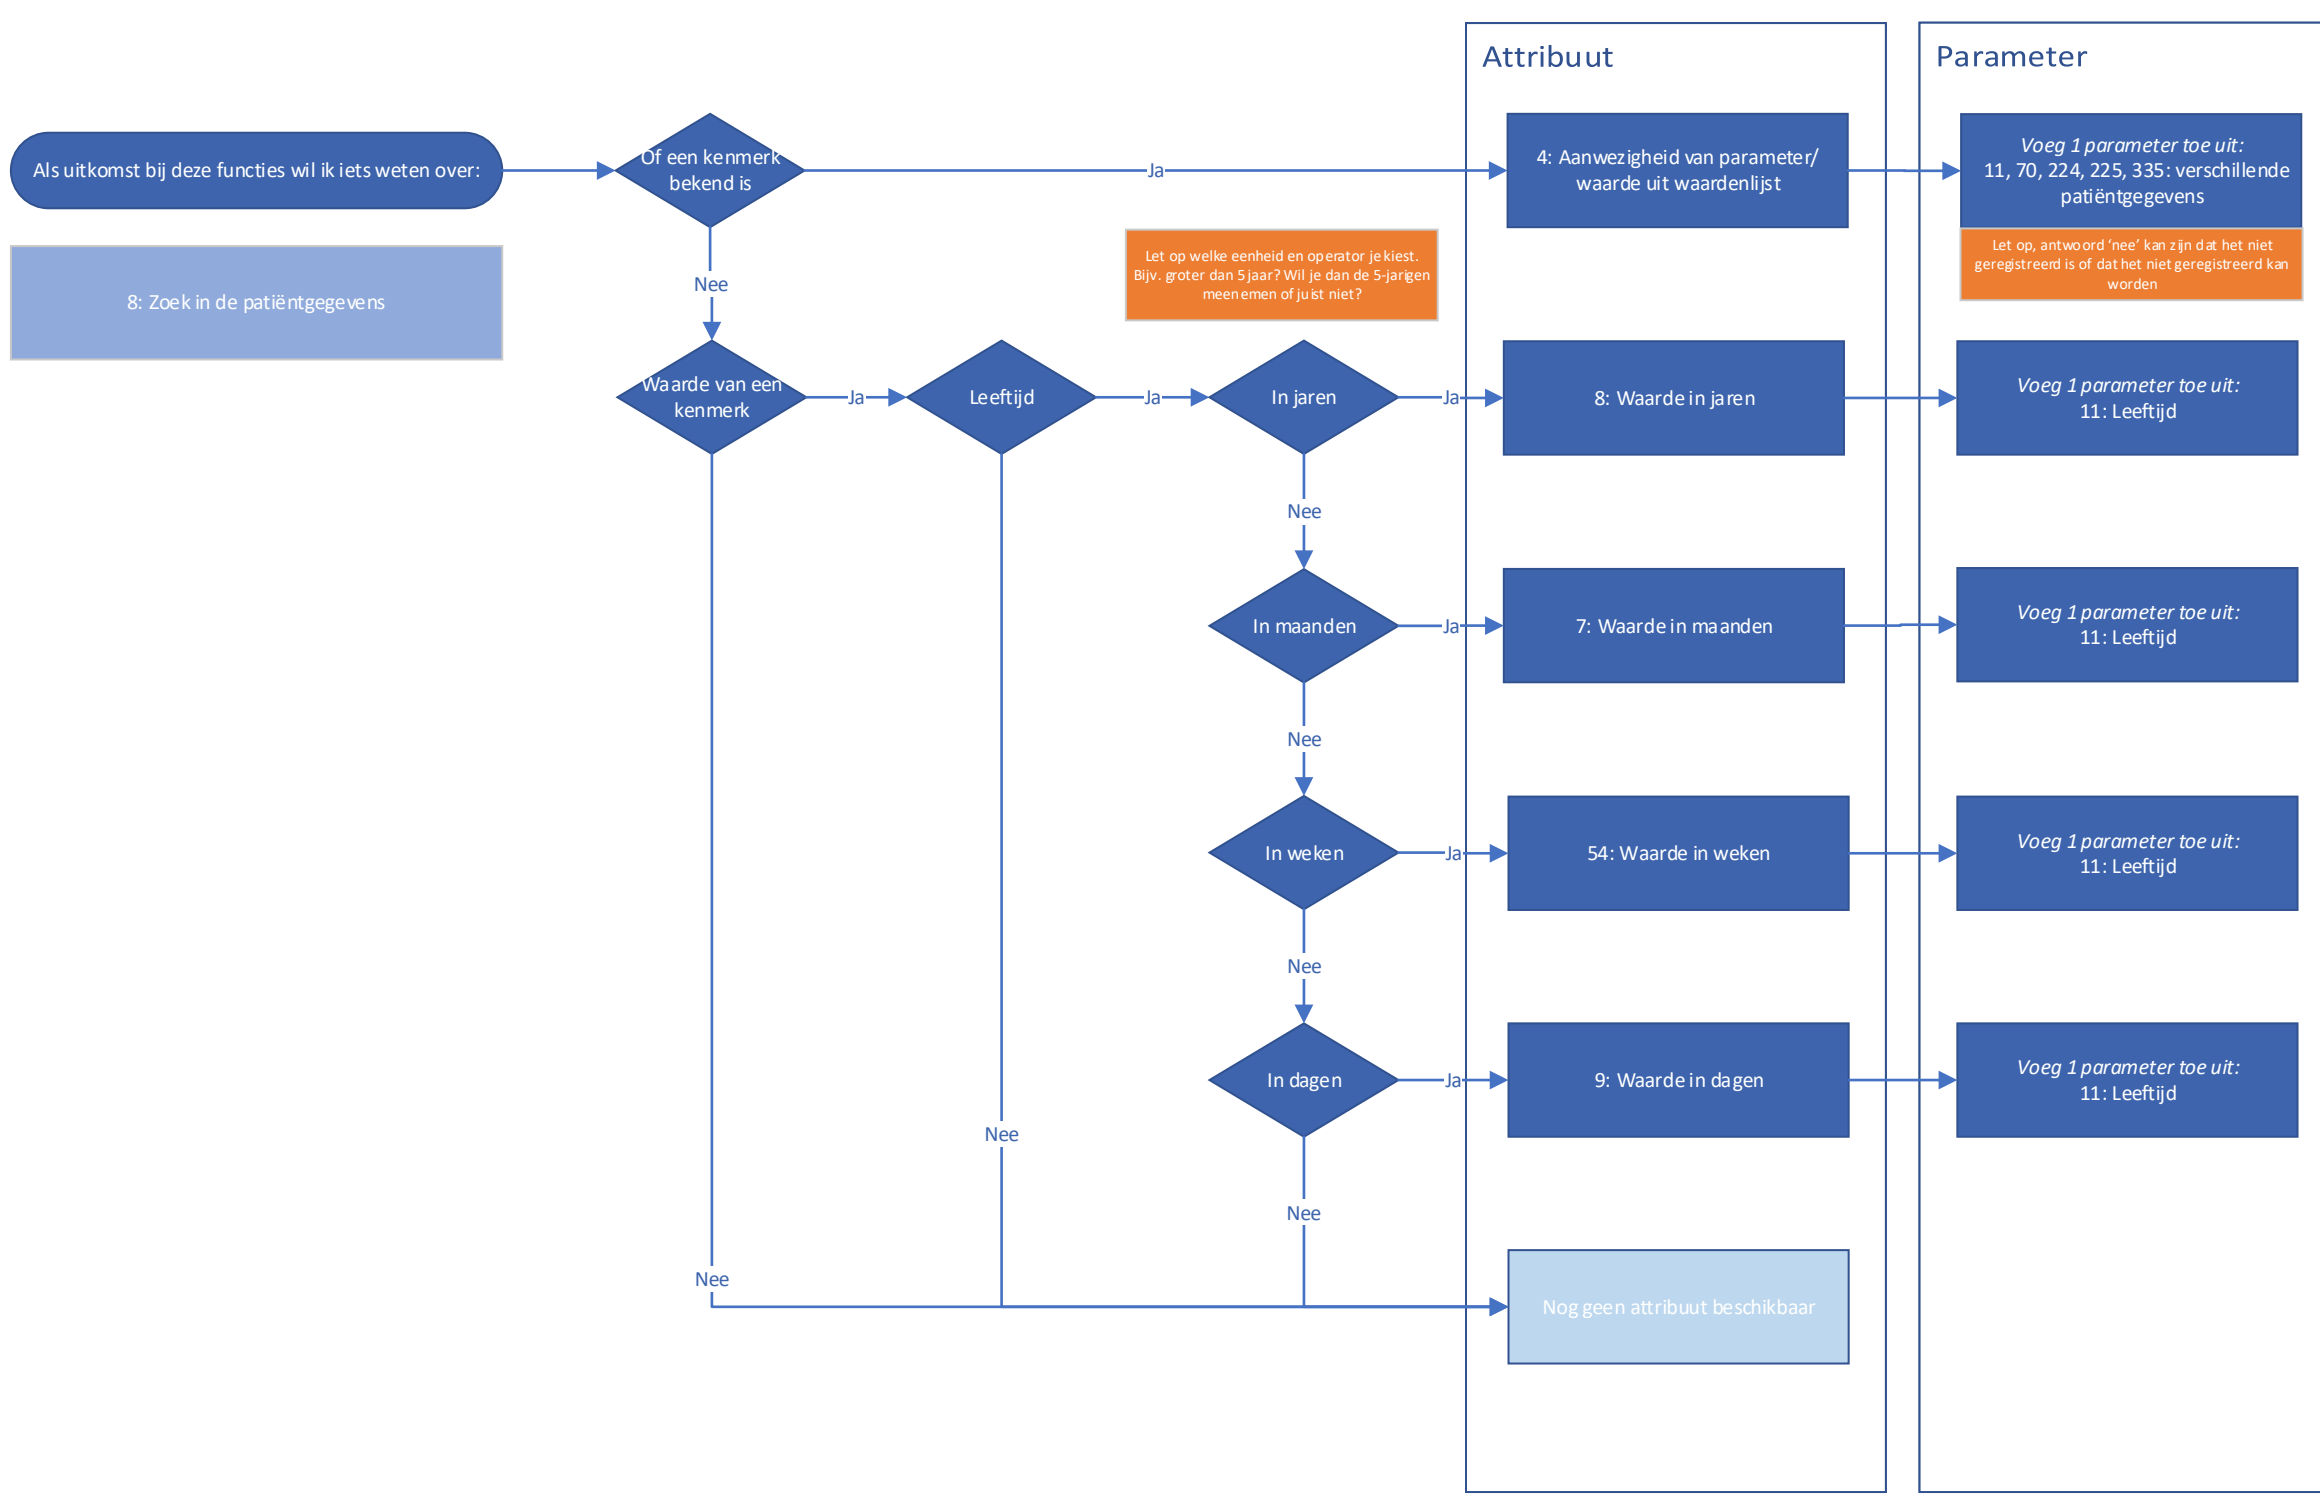 Attribuut
Parameter
Als uitkomst bij deze functies wil ik iets weten over:
Of een kenmerk
bekend is
Ja
4: Aanwezigheid van parameter/
waarde uit waardenlijst
Voeg 1 parameter toe uit:
11, 70, 224, 225, 335: verschillende
patiëntgegevens
Let op, antwoord ‘nee’ kan zijn dat het niet
geregistreerd is of dat het niet geregistreerd kan
worden
8: Zoek in de patiëntgegevens
Nee
Let op welke eenheid en operator je kiest.
Bijv. groter dan 5 jaar? Wil je dan de 5-jarigen
meenemen of juist niet?
Waarde van een
kenmerk
Ja
Leeftijd
Ja
In jaren
Ja
8: Waarde in jaren
Voeg 1 parameter toe uit:
11: Leeftijd
Nee
In maanden
Ja
7: Waarde in maanden
Voeg 1 parameter toe uit:
11: Leeftijd
Nee
In weken
Ja
54: Waarde in weken
Voeg 1 parameter toe uit:
11: Leeftijd
Nee
In dagen
Ja
9: Waarde in dagen
Voeg 1 parameter toe uit:
11: Leeftijd
Nee
Nee
Nee
Nog geen attribuut beschikbaar